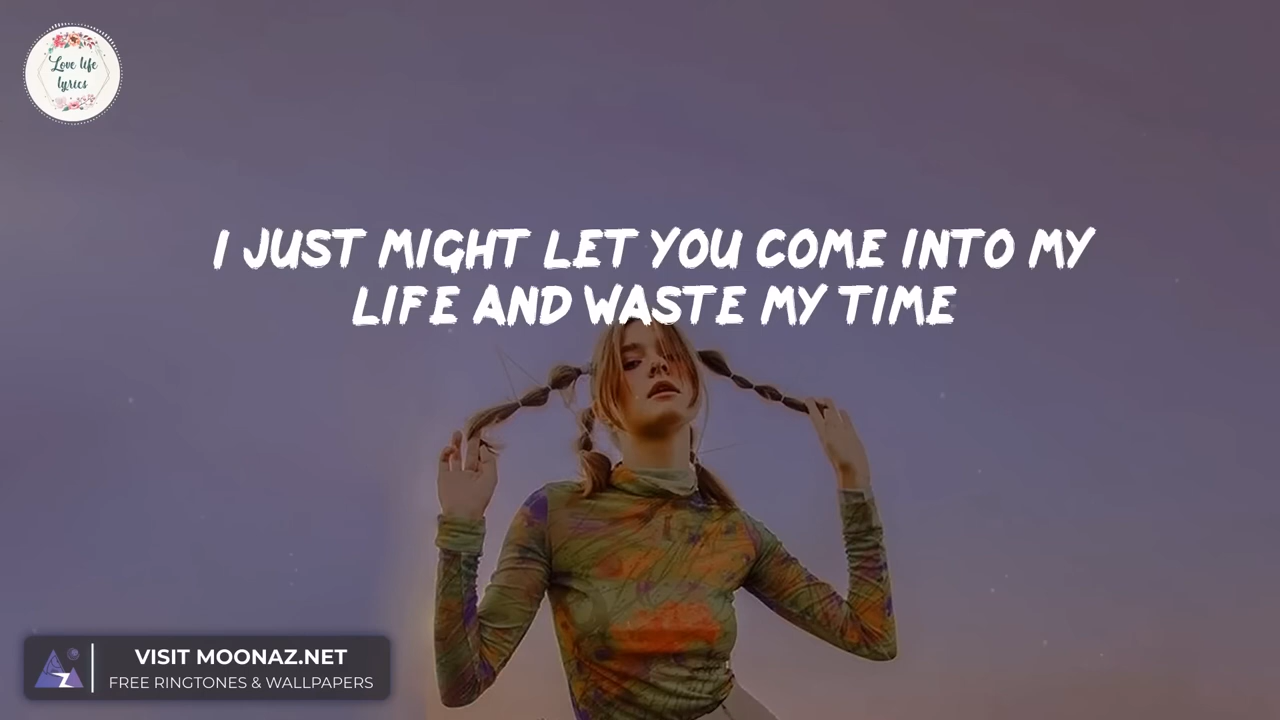 Love life
lyrics
I JUST MIGHT LET YOU COME INTO MY
LIFE AND WASTE MY TIME
VISIT MOONAZ.NET
FREE RINGTONES & WALLPAPERS